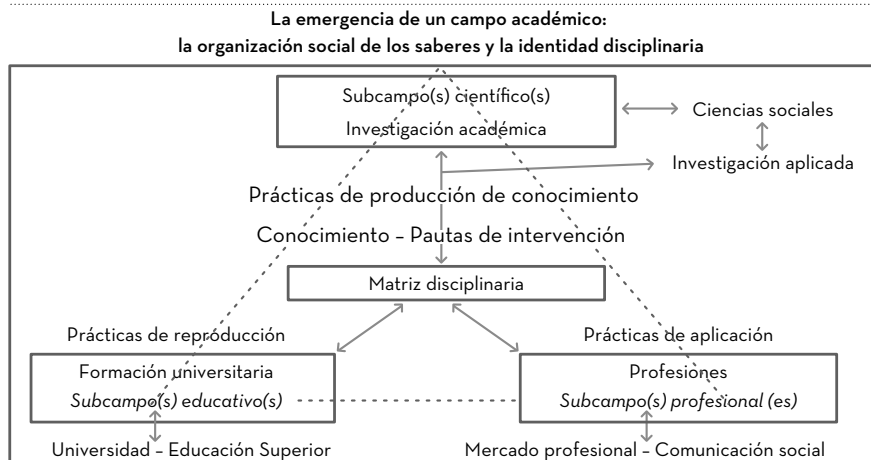 La emergencia de un campo académico:
la organización social de los saberes y la identidad disciplinaria
Subcampo(s) científico(s)
Investigación académica
Ciencias sociales
Investigación aplicada
Prácticas de producción de conocimiento
Conocimiento – Pautas de intervención
Matriz disciplinaria
Prácticas de reproducción
Prácticas de aplicación
Formación universitaria
Subcampo(s) educativo(s)
Profesiones
Subcampo(s) profesional (es)
Universidad – Educación Superior
Mercado profesional – Comunicación social